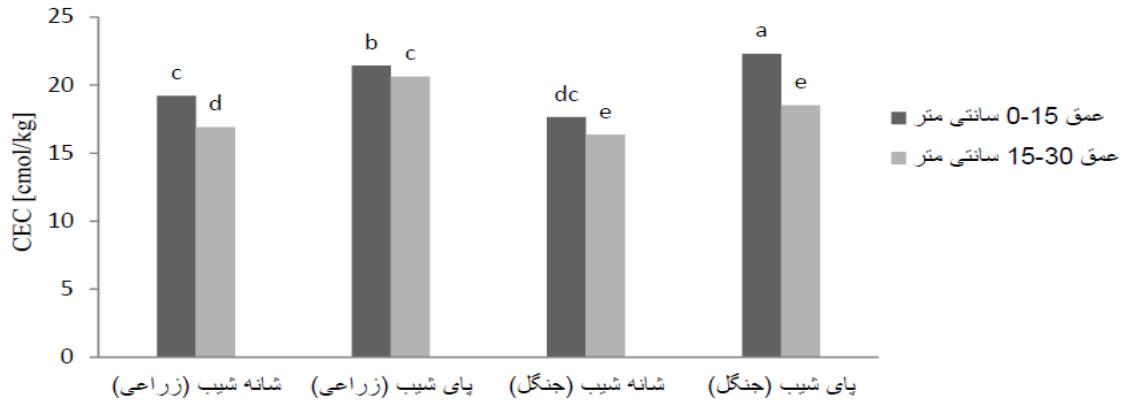 25
20
15
10
5
0
CEC [cmol/kg]
c
d
b
c
dc
e
a
e
شانه شیب (زراعی)
پای شیب (زراعی)
شانه شیب (جنگل)
پای شیب (جنگل)
عمق 15-0 سانتی متر
عمق 30-15 سانتی متر